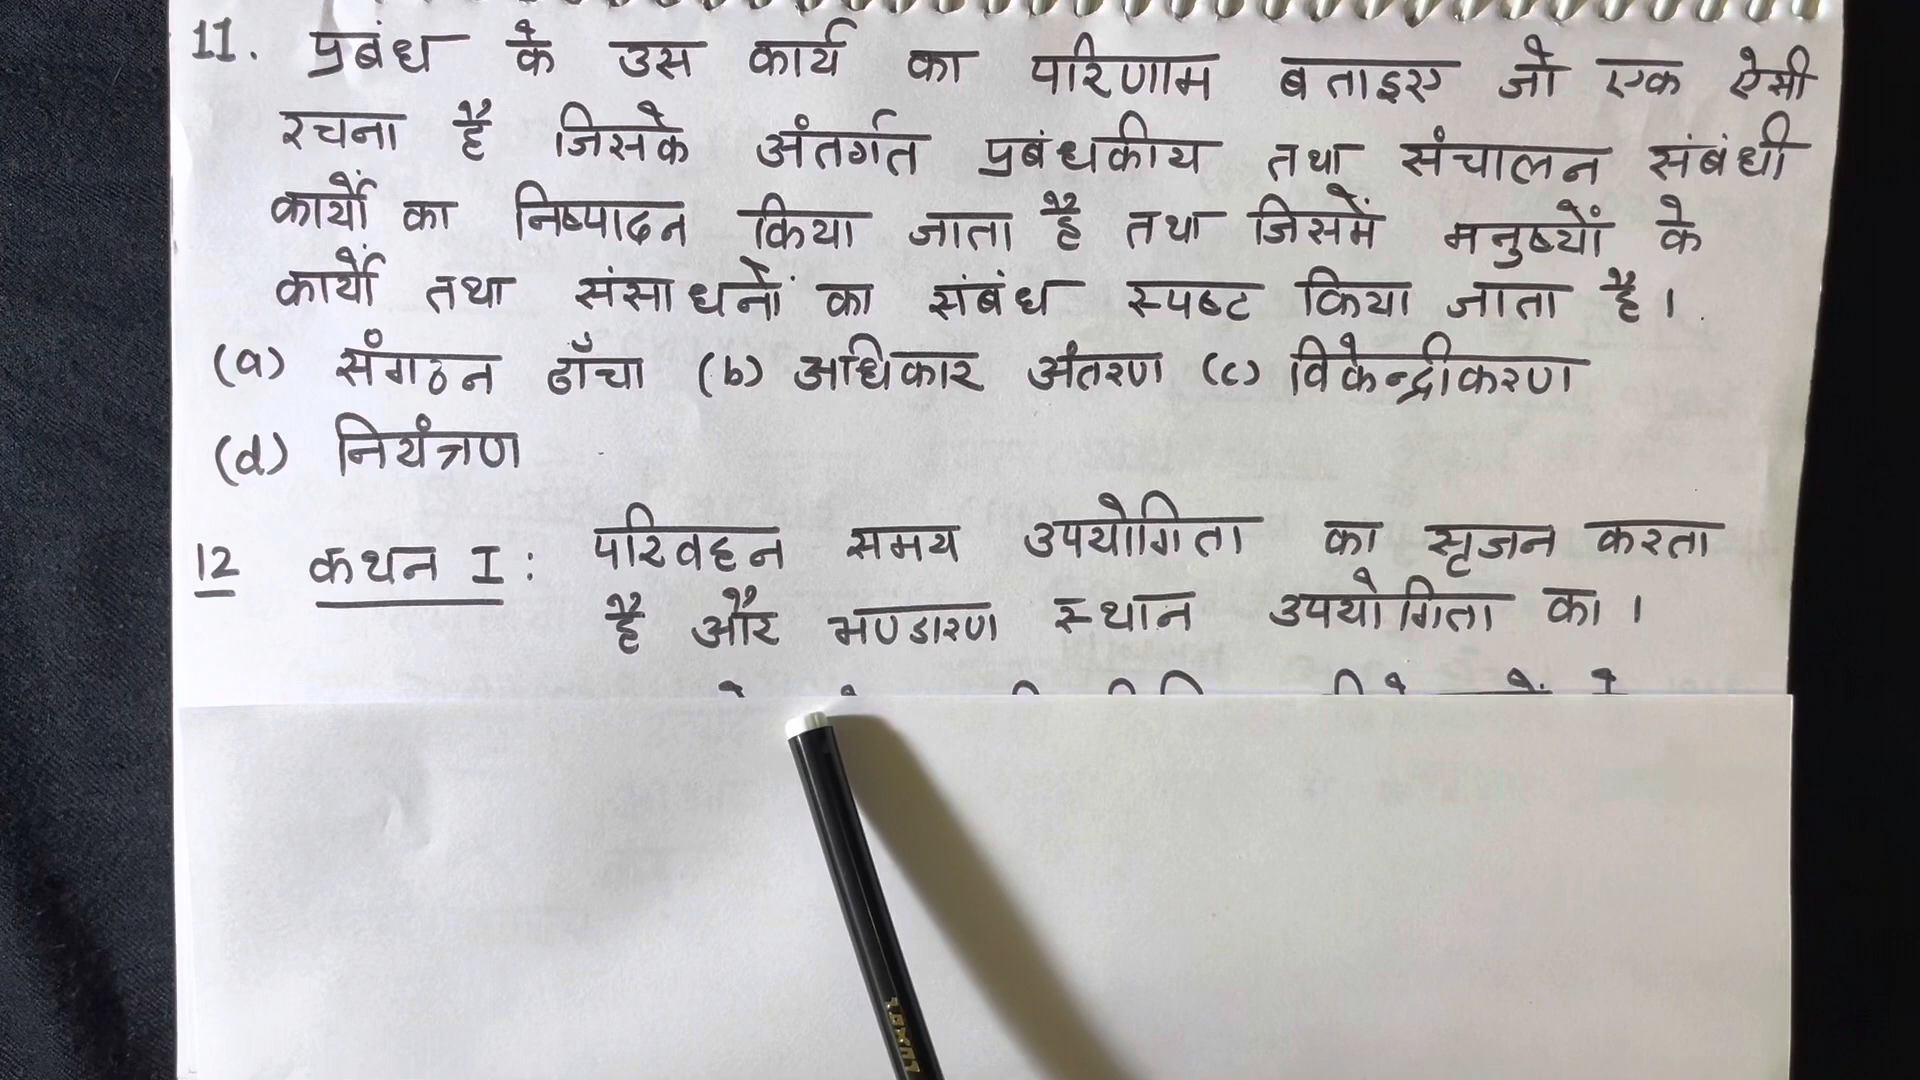 11. प्रबंध के उस कार्य का परिणाम बताइए जो एक ऐसी
रचना है जिसके अंतर्गत प्रबंधकीय तथा संचालन संबंधी
कार्यों का निष्पादन किया जाता है तथा जिसमें मनुष्यों के
कार्यों तथा संसाधनों का संबंध स्पष्ट किया जाता है।
(a) संगठन ढाँचा (b) अधिकार अंतरण (c) विकेन्द्रीकरण
(d) नियंत्रण
12 कथन I: परिवहन समय उपयोगिता का सृजन करता
है और भण्डारण स्थान उपयोगिता का।
LUXOR